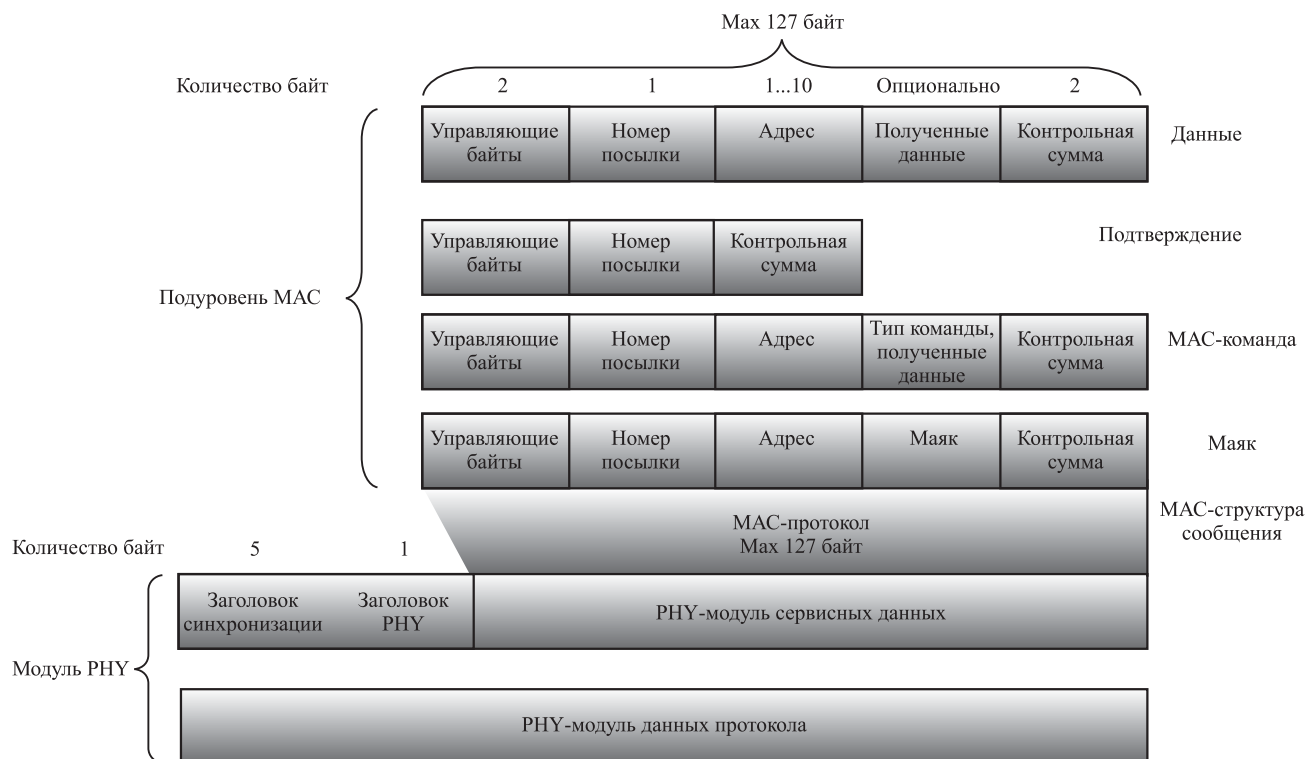 Max 127 байт
Количество байт 2 1 1...10 Опционально 2
Управляющие байты
Номер посылки
Адрес
Полученные данные
Контрольная сумма
Данные
Управляющие байты
Номер посылки
Контрольная сумма
Подтверждение
Подуровень MAC
Управляющие байты
Номер посылки
Адрес
Тип команды, полученные данные
Контрольная сумма
MAC-команда
Управляющие байты
Номер посылки
Адрес
Маяк
Контрольная сумма
Маяк
MAC-протокол
Max 127 байт
MAC-структура
сообщения
Количество байт 5 1
Заголовок синхронизации
Заголовок PHY
PHY-модуль сервисных данных
Модуль PHY
PHY-модуль данных протокола